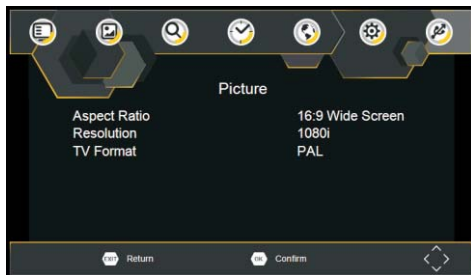 Picture
Aspect Ratio 16:9 Wide Screen
Resolution 1080i
TV Format PAL
EXIT Return OK Confirm